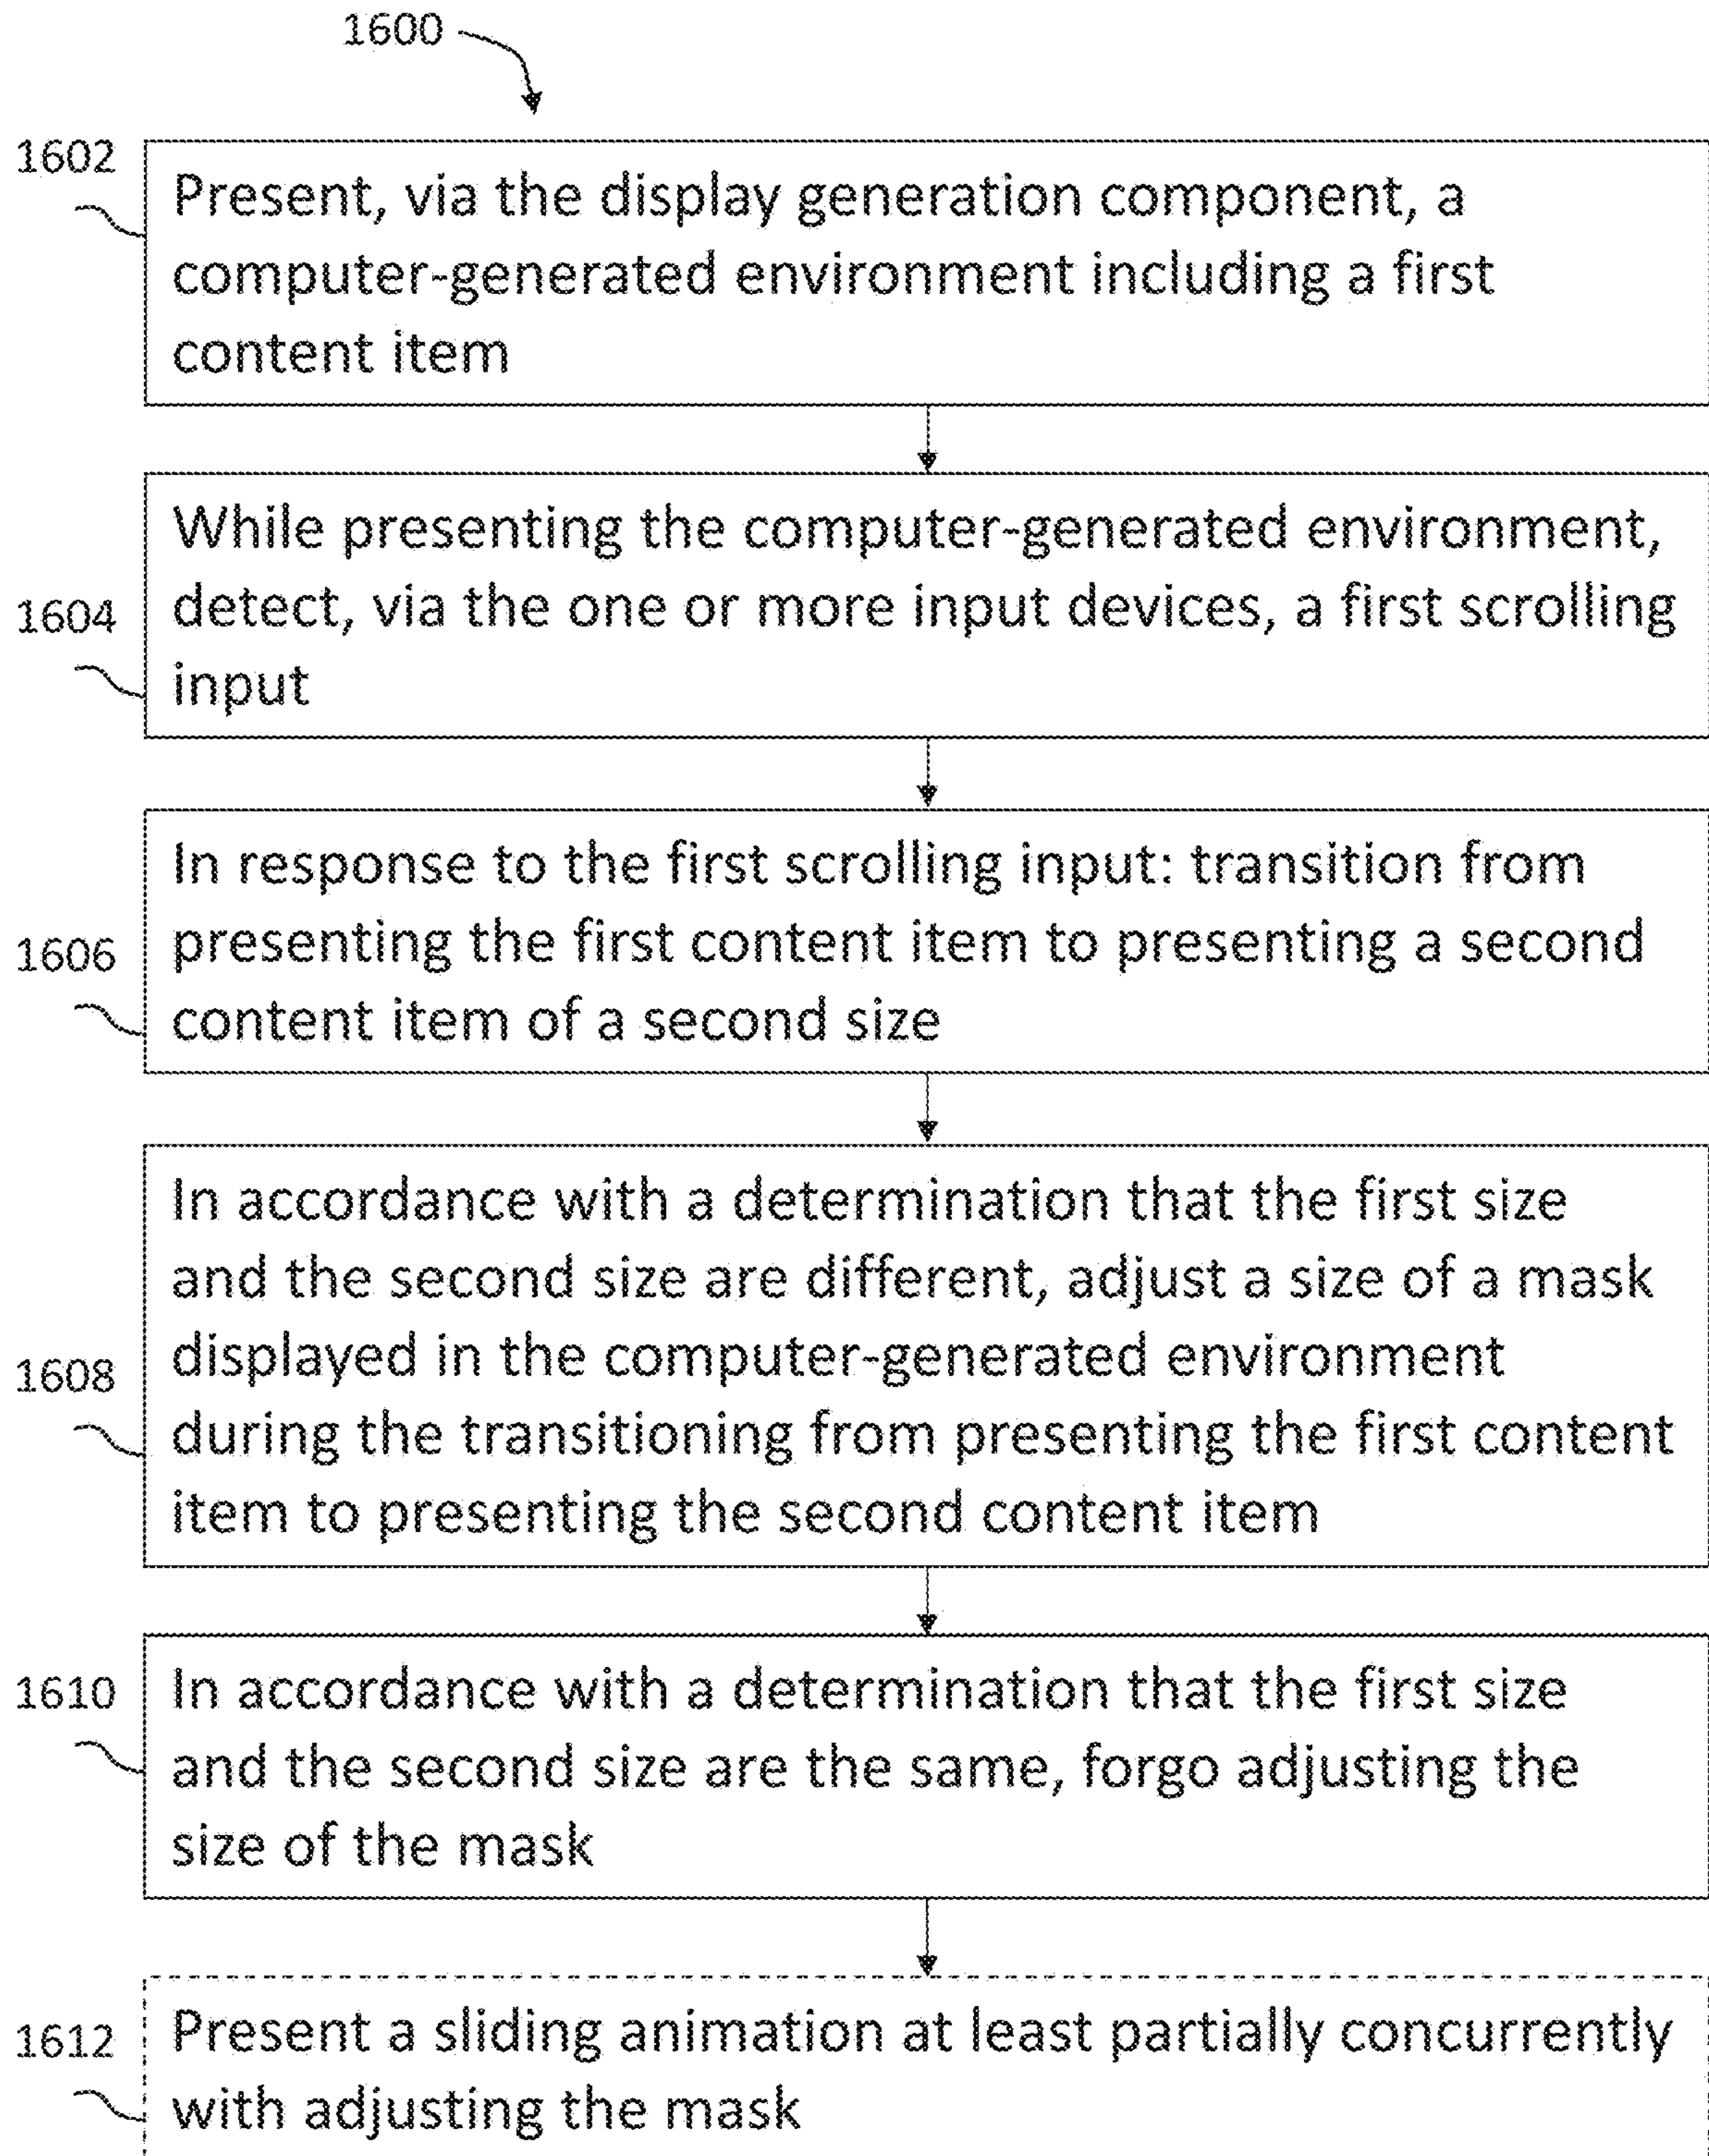 1600
1602
Present, via the display generation component, a
computer-generated environment including a first
content item
1604
While presenting the computer-generated environment,
detect, via the one or more input devices, a first scrolling
input
1606
In response to the first scrolling input: transition from
presenting the first content item to presenting a second
content item of a second size
1608
In accordance with a determination that the first size
and the second size are different, adjust a size of a mask
displayed in the computer-generated environment
during the transitioning from presenting the first content
item to presenting the second content item
1610
In accordance with a determination that the first size
and the second size are the same, forgo adjusting the
size of the mask
1612
Present a sliding animation at least partially concurrently
with adjusting the mask